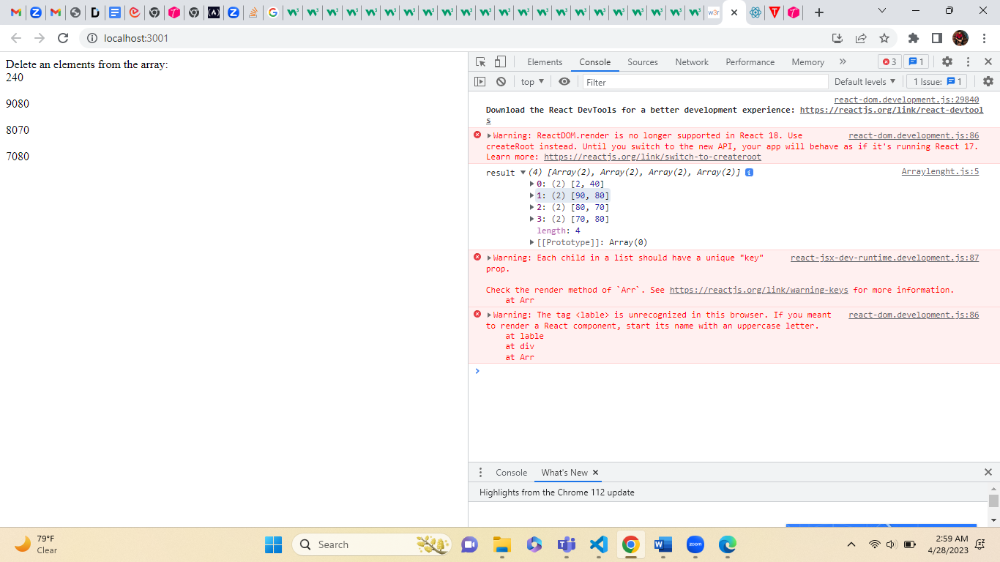 w3r
localhost:3001
Delete an elements from the array:
240
9080
8070
7080
Elements Console Sources Network Performance Memory » 3 1
top Filter Default levels 1 Issue: 1
react-dom.development.js:29840
Download the React DevTools for a better development experience: https://reactjs.org/link/react-devtool
s
Warning: ReactDOM.render is no longer supported in React 18. Use react-dom.development.js:86
createRoot instead. Until you switch to the new API, your app will behave as if it's running React 17.
Learn more: https://reactjs.org/link/switch-to-createroot
result (4) [Array(2), Array(2), Array(2), Array(2)] i Arraylenght.js:5
0: (2) [2, 40]
1: (2) [90, 80]
2: (2) [80, 70]
3: (2) [70, 80]
length: 4
[[Prototype]]: Array(0)
Warning: Each child in a list should have a unique "key" react-jsx-dev-runtime.development.js:87
prop.
Check the render method of `Arr`. See https://reactjs.org/link/warning-keys for more information.
at Arr
Warning: The tag <lable> is unrecognized in this browser. If you meant react-dom.development.js:86
to render a React component, start its name with an uppercase letter.
at lable
at div
at Arr
Console What's New
Highlights from the Chrome 112 update
79°F
Clear
Search
zoom
2:59 AM
4/28/2023